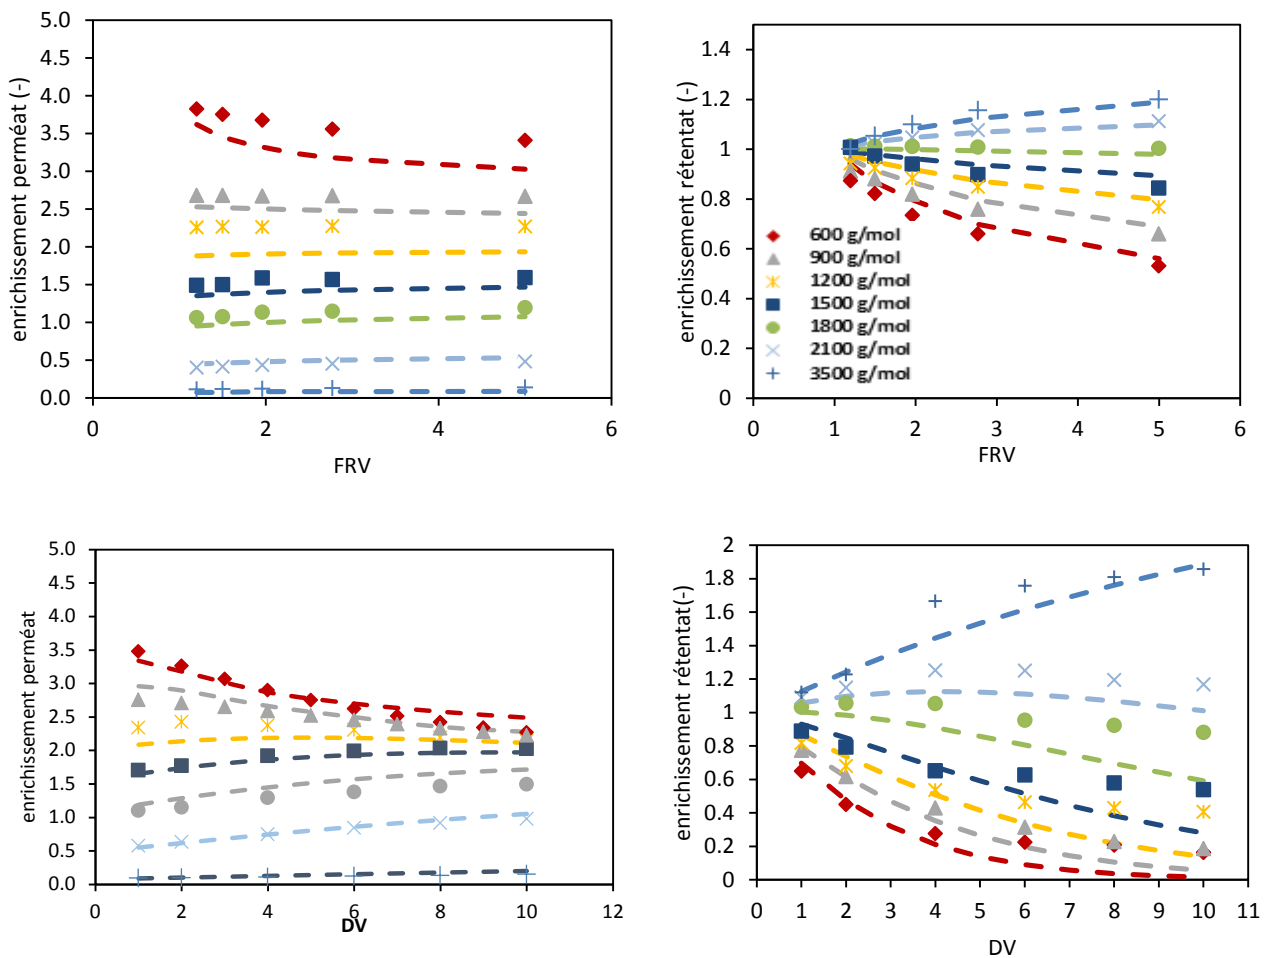 enrichissement perméat (-)
5.0
4.5
4.0
3.5
3.0
2.5
2.0
1.5
1.0
0.5
0.0
0 2 4 6
FRV
enrichissement rétentat (-)
1.4
1.2
1
0.8
0.6
0.4
0.2
0
600 g/mol
900 g/mol
1200 g/mol
1500 g/mol
1800 g/mol
2100 g/mol
3500 g/mol
0 1 2 3 4 5 6
FRV
enrichissement perméat
5.0
4.5
4.0
3.5
3.0
2.5
2.0
1.5
1.0
0.5
0.0
0 2 4 6 8 10 12
DV
enrichissement rétentat(-)
2
1.8
1.6
1.4
1.2
1
0.8
0.6
0.4
0.2
0
0 1 2 3 4 5 6 7 8 9 10 11
DV